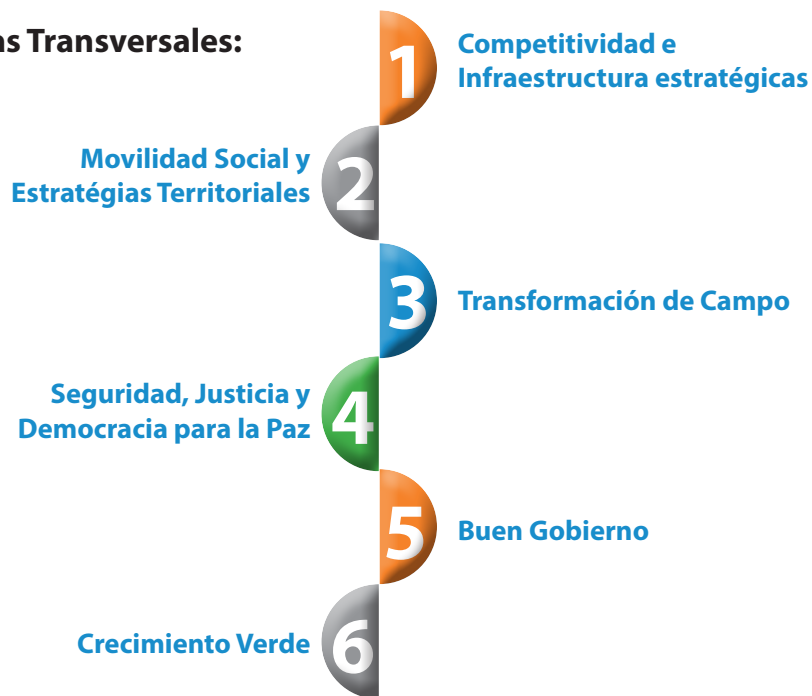 as Transversales:
1
Competitividad e
Infraestructura estratégicas
Movilidad Social y
Estratégias Territoriales
2
3
Transformación de Campo
Seguridad, Justicia y
Democracia para la Paz
4
5
Buen Gobierno
Crecimiento Verde
6